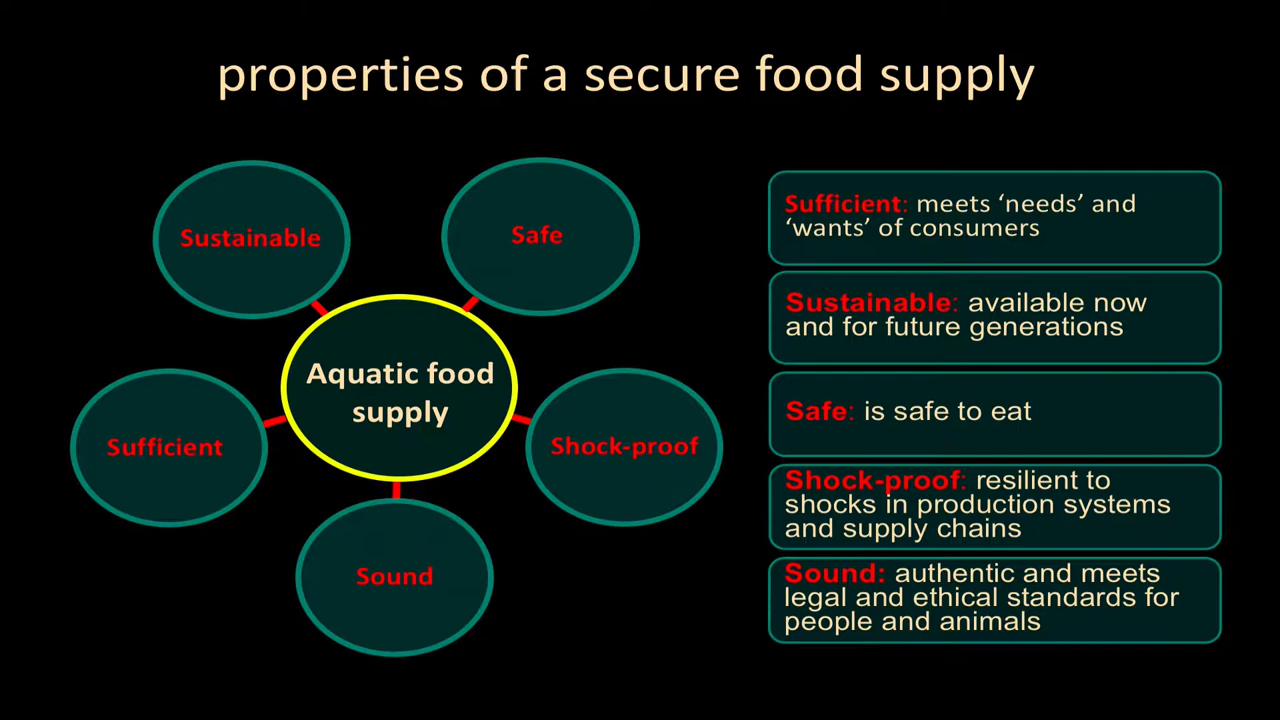 properties of a secure food supply
Sustainable
Safe
Aquatic food
supply
Sufficient
Shock-proof
Sound
Sufficient: meets ‘needs’ and
‘wants’ of consumers
Sustainable: available now
and for future generations
Safe: is safe to eat
Shock-proof: resilient to
shocks in production systems
and supply chains
Sound: authentic and meets
legal and ethical standards for
people and animals